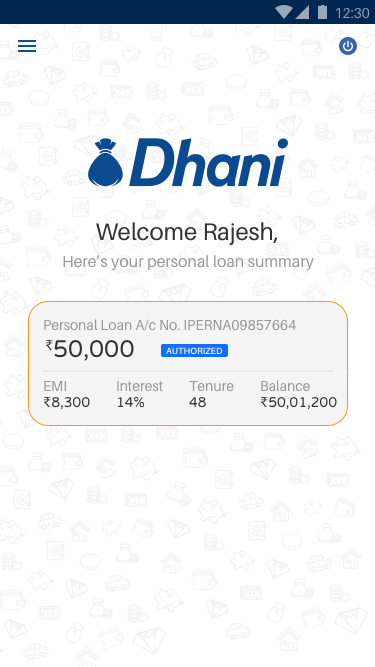 12:30
Dhani
Welcome Rajesh,
Here's your personal loan summary
Personal Loan A/c No. IPERNA09857664
₹50,000 AUTHORIZED
EMI Interest Tenure Balance
₹8,300 14% 48 ₹50,01,200